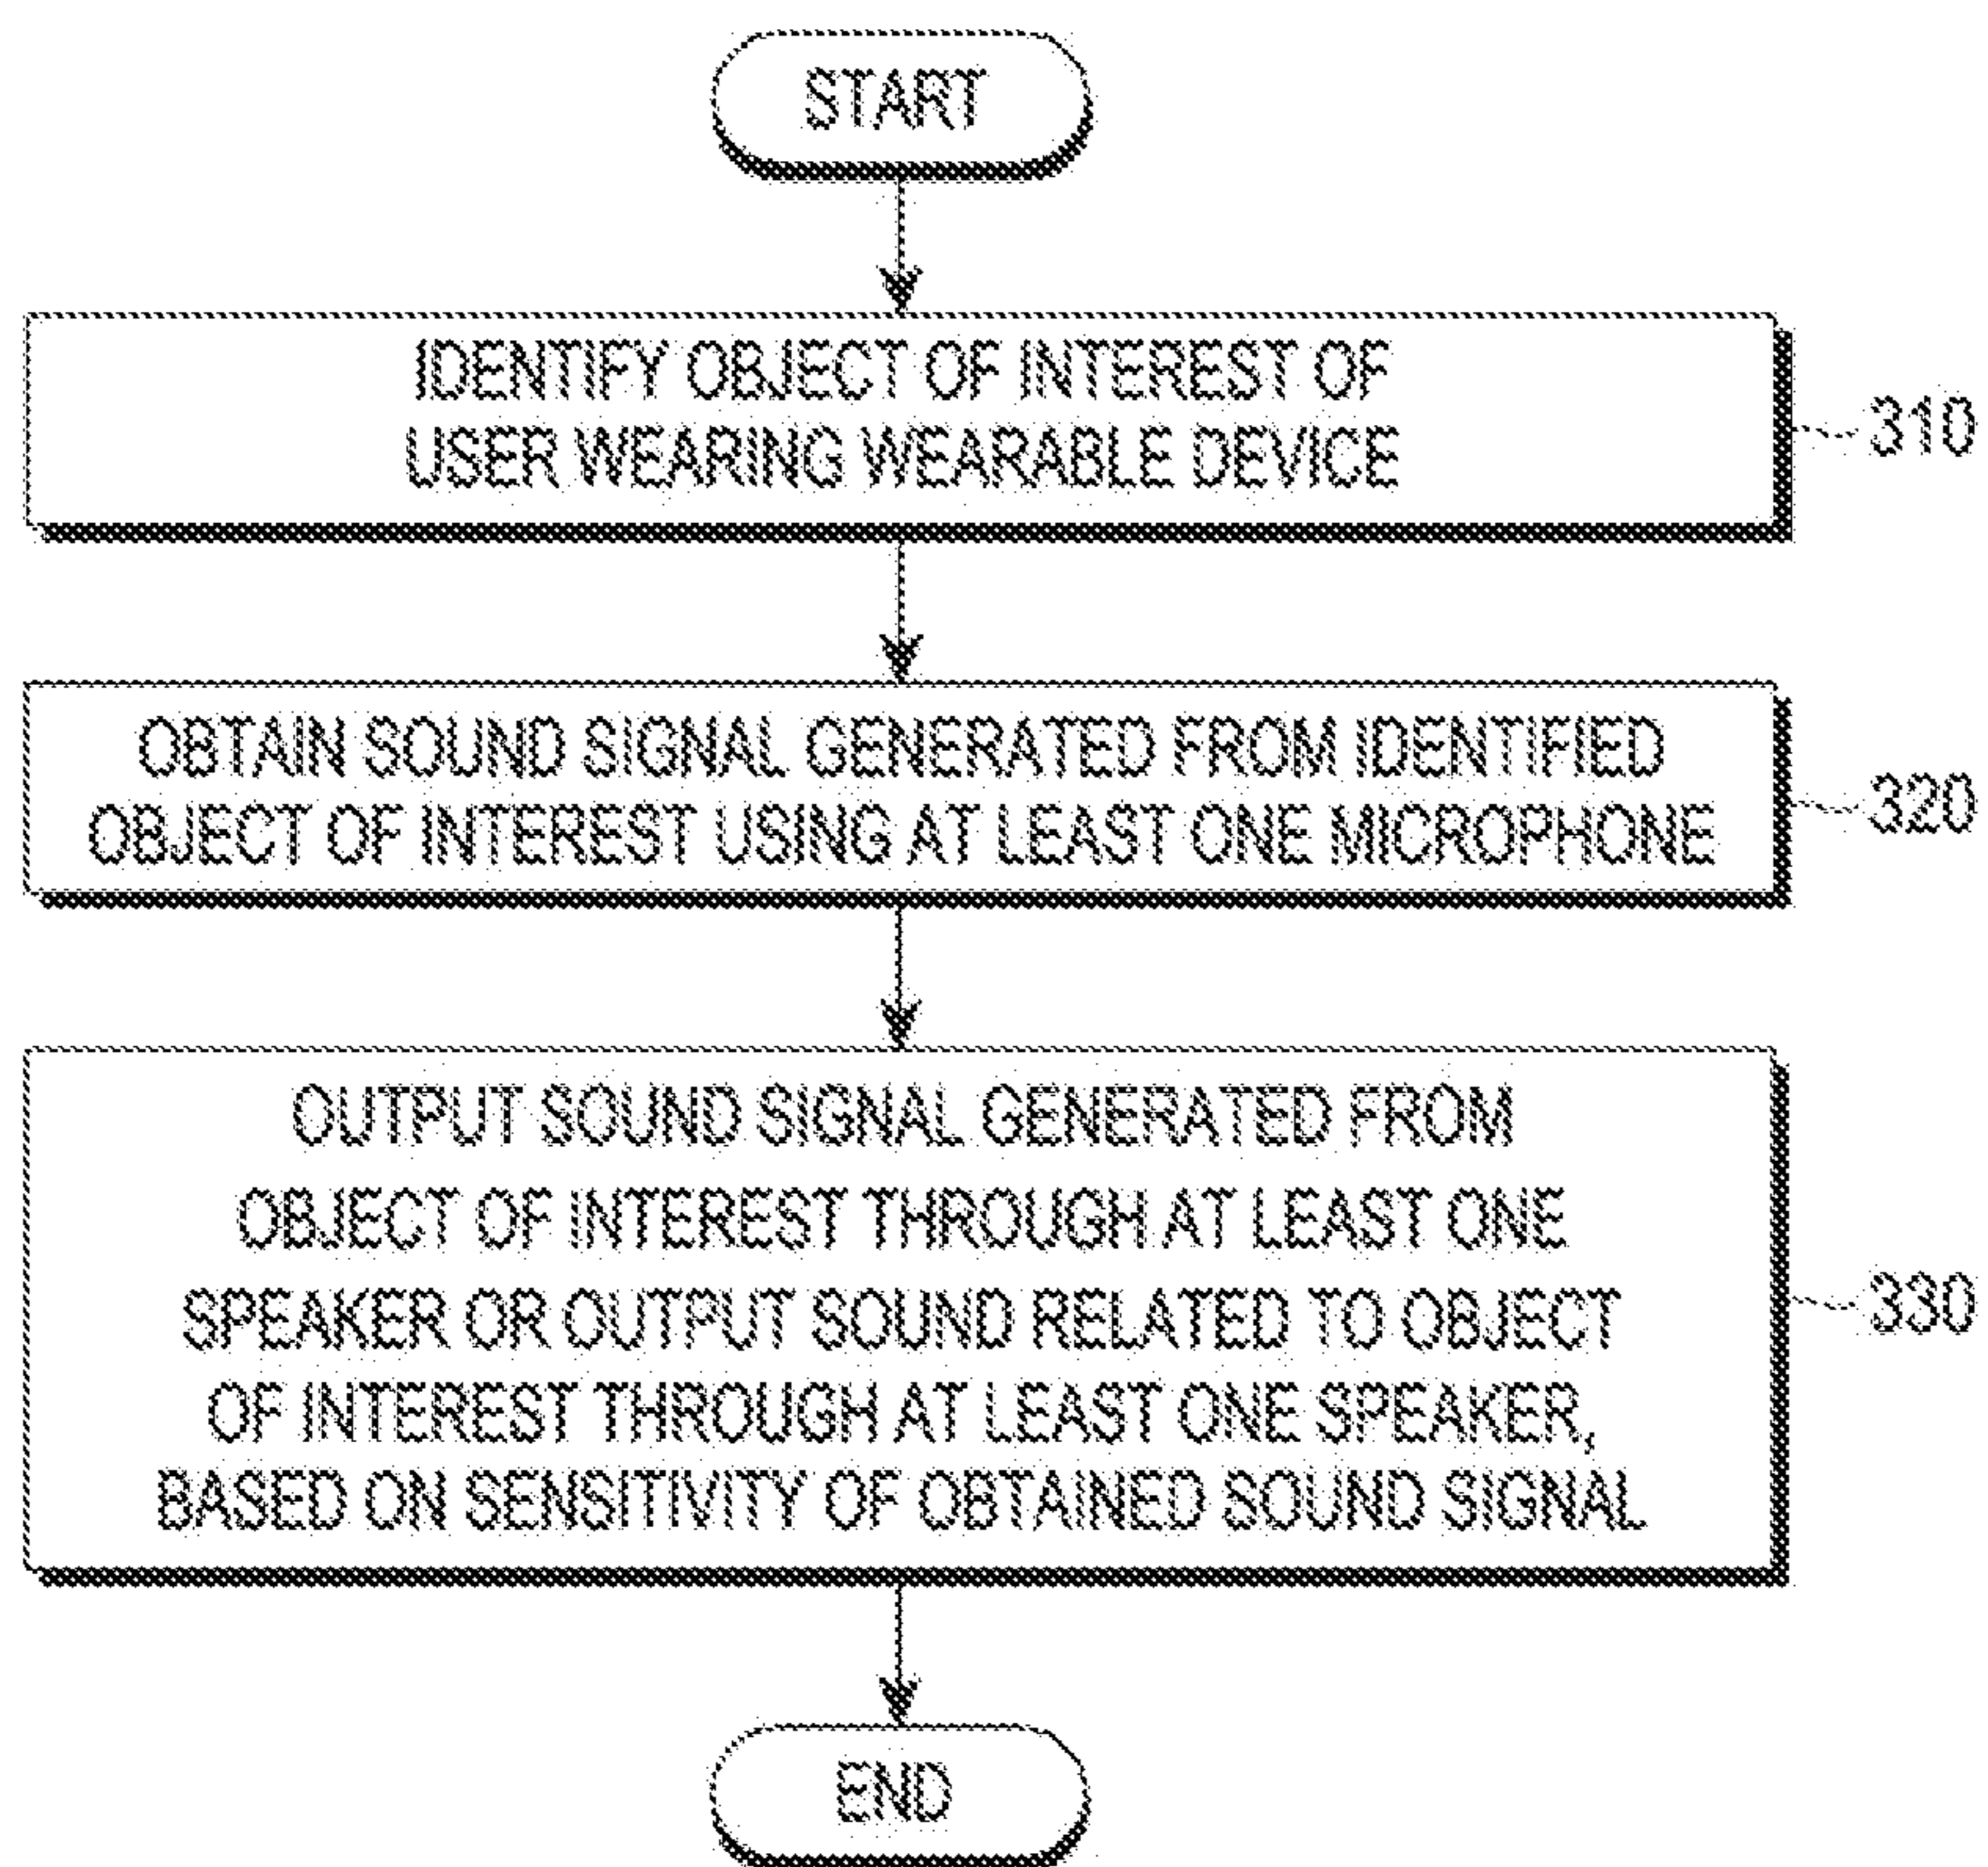 START
IDENTIFY OBJECT OF INTEREST OF
USER WEARING WEARABLE DEVICE
310
OBTAIN SOUND SIGNAL GENERATED FROM IDENTIFIED
OBJECT OF INTEREST USING AT LEAST ONE MICROPHONE
320
OUTPUT SOUND SIGNAL GENERATED FROM
OBJECT OF INTEREST THROUGH AT LEAST ONE
SPEAKER OR OUTPUT SOUND RELATED TO OBJECT
OF INTEREST THROUGH AT LEAST ONE SPEAKER,
BASED ON SENSITIVITY OF OBTAINED SOUND SIGNAL
330
END